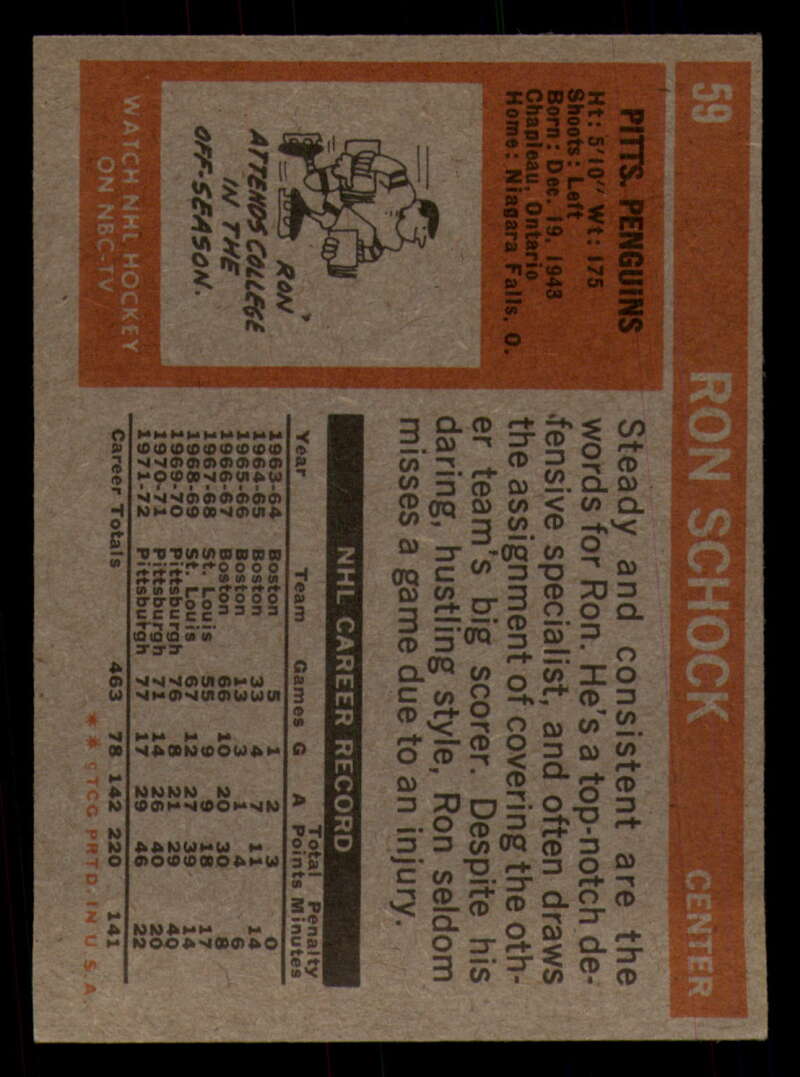 59 RON SCHOCK CENTER
PITTS. PENGUINS
Ht: 5'10" Wt: 175
Shoots: Left
Born: Dec. 19, 1943
Chapleau, Ontario
Home: Niagara Falls, O.
RON
ATTENDS COLLEGE
IN THE
OFF-SEASON.
WATCH NHL HOCKEY
ON NBC-TV
Steady and consistent are the
words for Ron. He's a top-notch de-
fensive specialist, and often draws
the assignment of covering the oth-
er team's big scorer. Despite his
daring, hustling style, Ron seldom
misses a game due to an injury.
NHL CAREER RECORD
Total Penalty
Year Team Games G A Points Minutes
1963-64 Boston 5 1 2 3 0
1964-65 Boston 33 4 7 11 14
1965-66 Boston 13 3 1 4 6
1966-67 Boston 66 10 20 30 8
1967-68 St. Louis 55 9 9 18 17
1968-69 St. Louis 67 12 27 39 14
1969-70 Pittsburgh 76 8 21 29 40
1970-71 Pittsburgh 71 14 26 40 20
1971-72 Pittsburgh 77 17 29 46 22
Career Totals 463 78 142 220 141
** ©TCG PRTD. IN U.S.A.